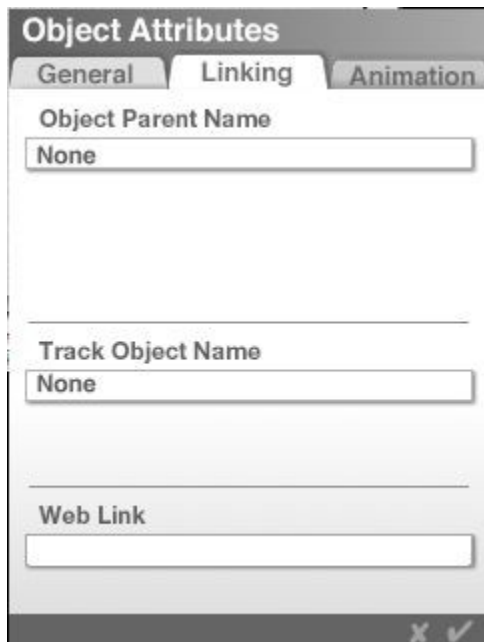 Object Attributes
General Linking Animation
Object Parent Name
None
Track Object Name
None
Web Link